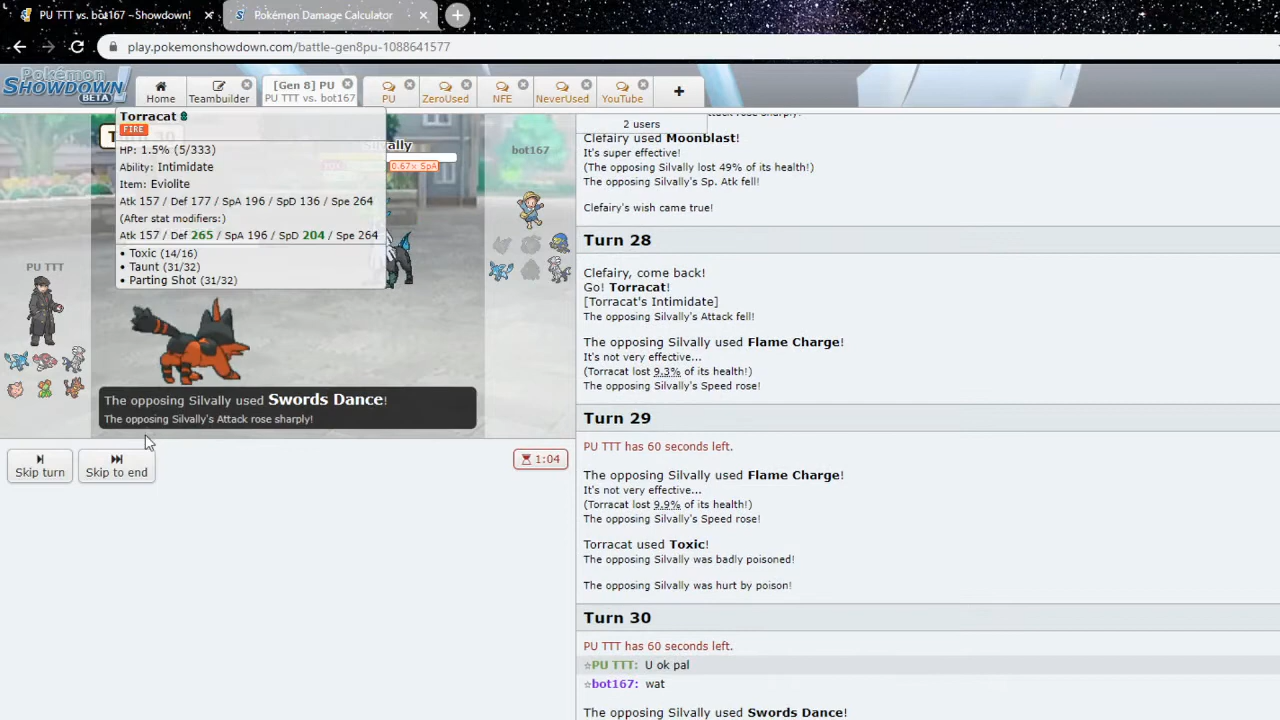 PU TTT vs. bot167 – Showdown!
Pokémon Damage Calculator
play.pokemonshowdown.com/battle-gen8pu-1088641577
Pokémon
SHOWDOWN!
BETA
Home
Teambuilder
[Gen 8] PU
PU TTT vs. bot167
PU
ZeroUsed
NFE
NeverUsed
YouTube
Torracat
FIRE
HP: 1.5% (5/333)
Ability: Intimidate
Item: Eviolite
Atk 157 / Def 177 / SpA 196 / SpD 136 / Spe 264
(After stat modifiers:)
Atk 157 / Def 265 / SpA 196 / SpD 204 / Spe 264
• Toxic (14/16)
• Taunt (31/32)
• Parting Shot (31/32)
Silvally
0.67× SpA
bot167
PU TTT
The opposing Silvally used Swords Dance!
The opposing Silvally's Attack rose sharply!
Skip turn
Skip to end
1:04
2 users
Clefairy used Moonblast!
It's super effective!
(The opposing Silvally lost 49% of its health!)
The opposing Silvally's Sp. Atk fell!
Clefairy's wish came true!
Turn 28
Clefairy, come back!
Go! Torracat!
[Torracat's Intimidate]
The opposing Silvally's Attack fell!
The opposing Silvally used Flame Charge!
It's not very effective...
(Torracat lost 9.3% of its health!)
The opposing Silvally's Speed rose!
Turn 29
PU TTT has 60 seconds left.
The opposing Silvally used Flame Charge!
It's not very effective...
(Torracat lost 9.9% of its health!)
The opposing Silvally's Speed rose!
Torracat used Toxic!
The opposing Silvally was badly poisoned!
The opposing Silvally was hurt by poison!
Turn 30
PU TTT has 60 seconds left.
☆PU TTT: U ok pal
☆bot167: wat
The opposing Silvally used Swords Dance!